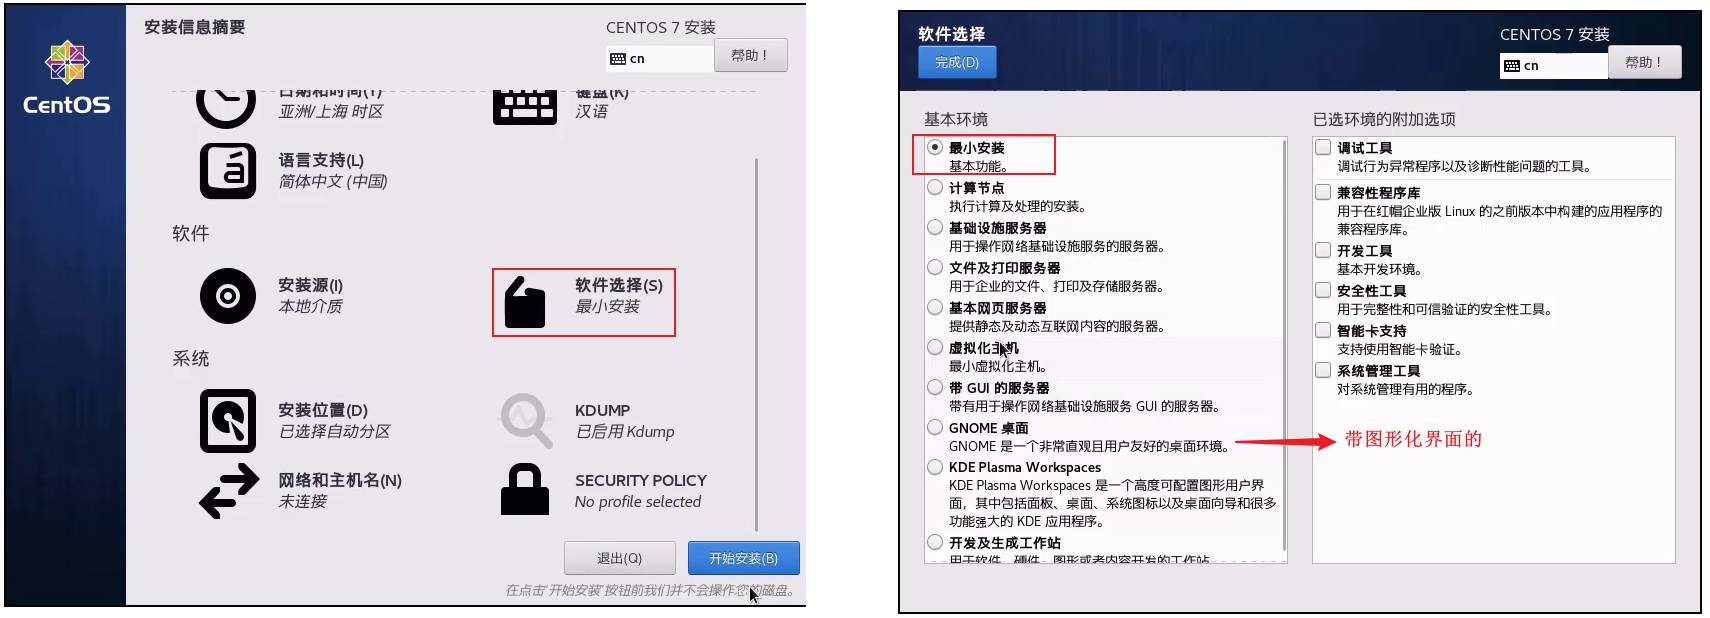 安装信息摘要
CENTOS 7 安装
cn
帮助！
CentOS
日期和时间(T)
亚洲/上海 时区
键盘(K)
汉语
语言支持(L)
简体中文 (中国)
软件
安装源(I)
本地介质
软件选择(S)
最小安装
系统
安装位置(D)
已选择自动分区
KDUMP
已启用 Kdump
网络和主机名(N)
未连接
SECURITY POLICY
No profile selected
退出(Q)
开始安装(B)
在点击'开始安装'按钮前我们并不会操作您的磁盘。
软件选择
完成(D)
CENTOS 7 安装
cn
帮助！
基本环境
最小安装
基本功能。
计算节点
执行计算及处理的安装。
基础设施服务器
用于操作网络基础设施服务的服务器。
文件及打印服务器
用于企业的文件、打印及存储服务器。
基本网页服务器
提供静态及动态互联网内容的服务器。
虚拟化主机
最小虚拟化主机。
带 GUI 的服务器
带有用于操作网络基础设施服务 GUI 的服务器。
GNOME 桌面
GNOME 是一个非常直观且用户友好的桌面环境。
KDE Plasma Workspaces
KDE Plasma Workspaces 是一个高度可配置图形用户界
面，其中包括面板、桌面、系统图标以及桌面向导和很多
功能强大的 KDE 应用程序。
开发及生成工作站
用于软件、硬件、图形或者内容开发的工作站
已选环境的附加选项
调试工具
调试行为异常程序以及诊断性能问题的工具。
兼容性程序库
用于在红帽企业版 Linux 的之前版本中构建的应用程序的
兼容程序库。
开发工具
基本开发环境。
安全性工具
用于完整性和可信验证的安全性工具。
智能卡支持
支持使用智能卡验证。
系统管理工具
对系统管理有用的程序。
带图形化界面的